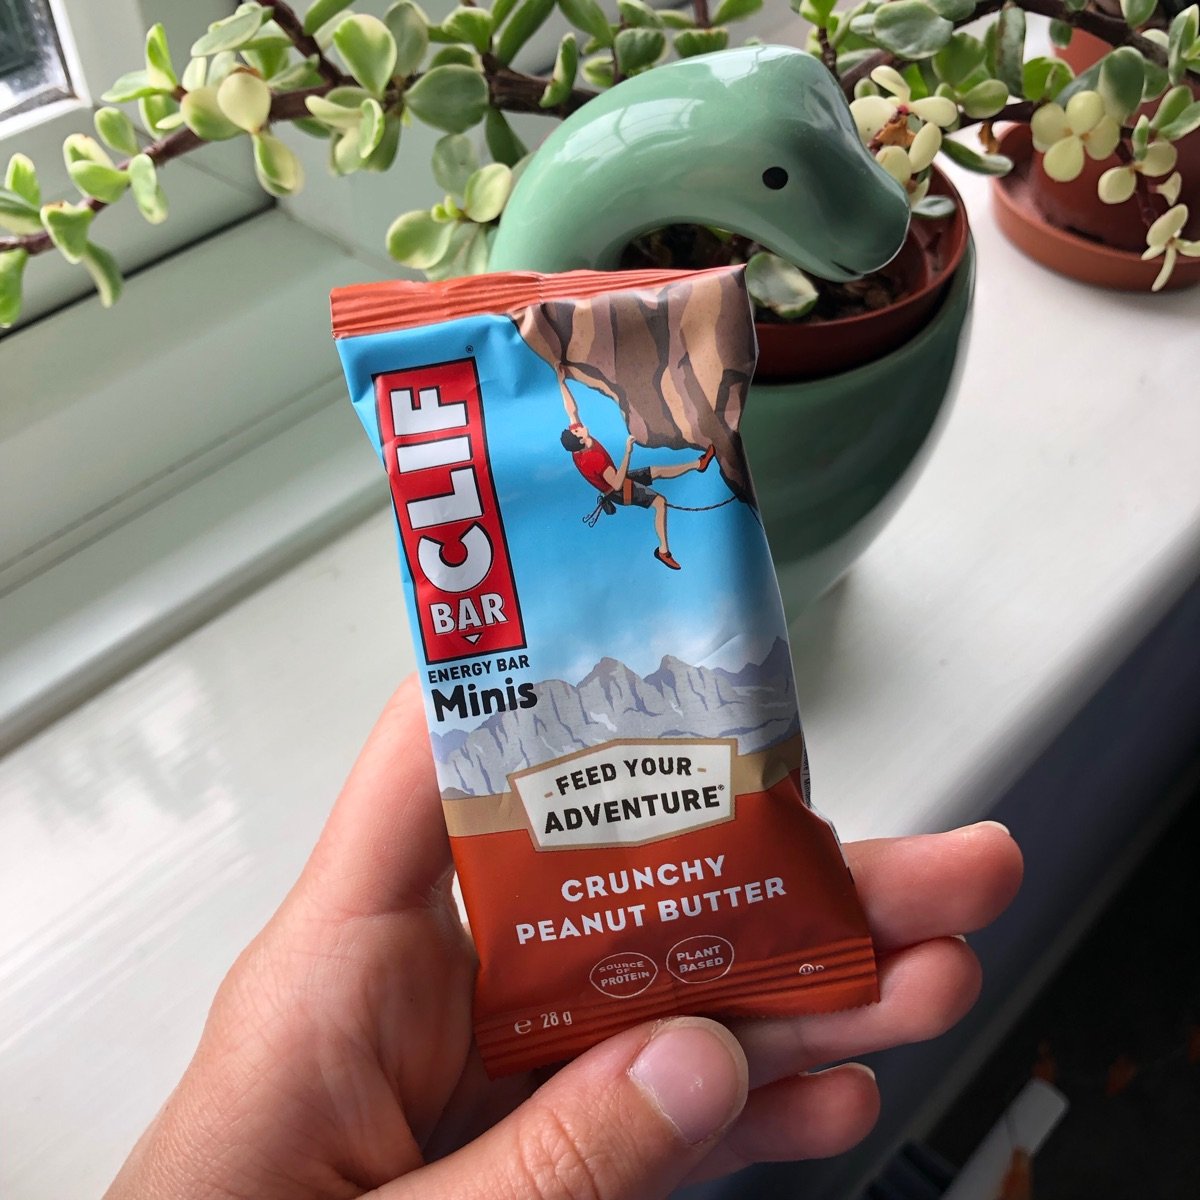 CLIF
BAR
®
ENERGY BAR
Minis
FEED YOUR
ADVENTURE®
CRUNCHY
PEANUT BUTTER
SOURCE
OF
PROTEIN
PLANT
BASED
U D
℮ 28 g